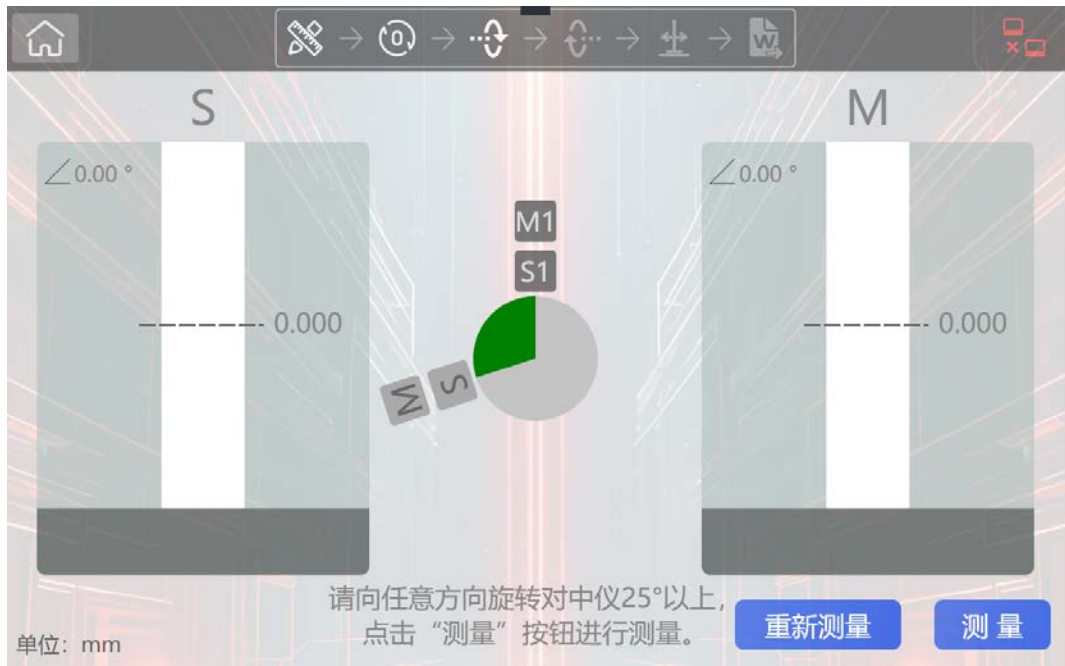 0
W
S
M
∠0.00 °
∠0.00 °
M1
S1
0.000
0.000
S
M
请向任意方向旋转对中仪25°以上,
点击“测量”按钮进行测量。
重新测量
测 量
单位: mm